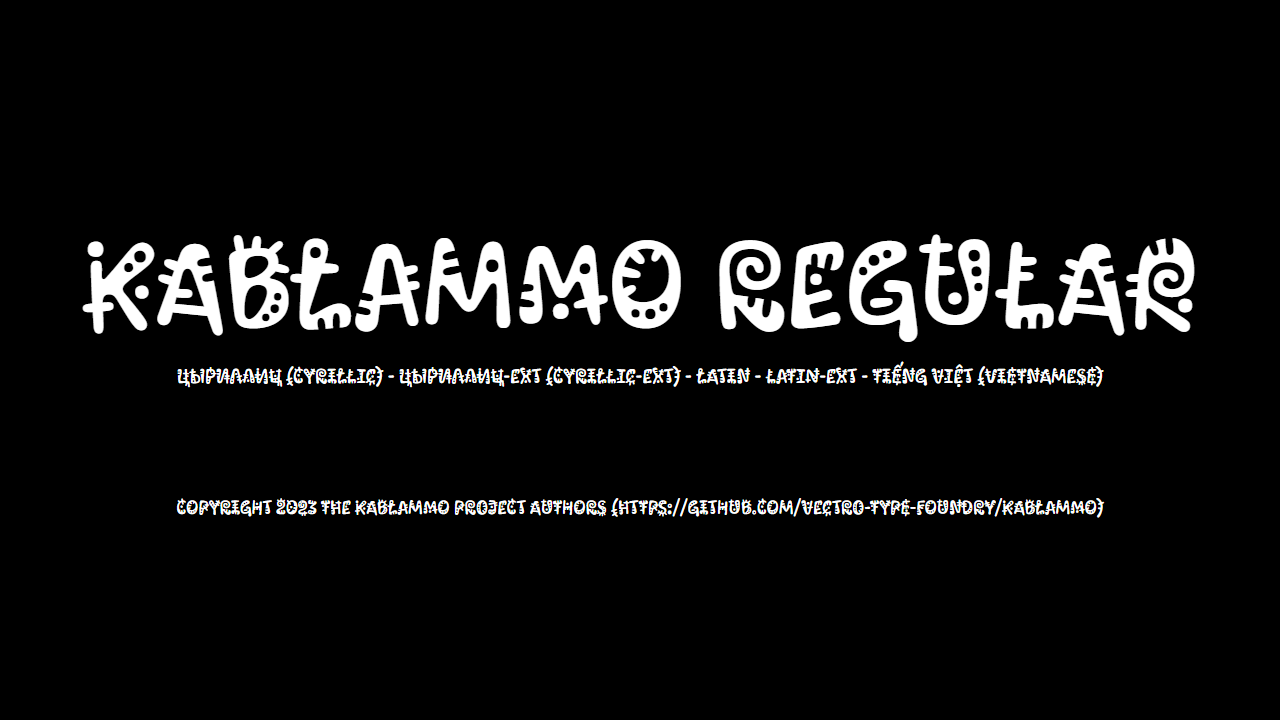 KABLAMMO REGULAR
ЦЫРИЛЛИЦ (CYRILLIC) - ЦЫРИЛЛИЦ-EXT (CYRILLIC-EXT) - LATIN - LATIN-EXT - TIẾNG VIỆT (VIETNAMESE)
COPYRIGHT 2023 THE KABLAMMO PROJECT AUTHORS (HTTPS://GITHUB.COM/VECTRO-TYPE-FOUNDRY/KABLAMMO)